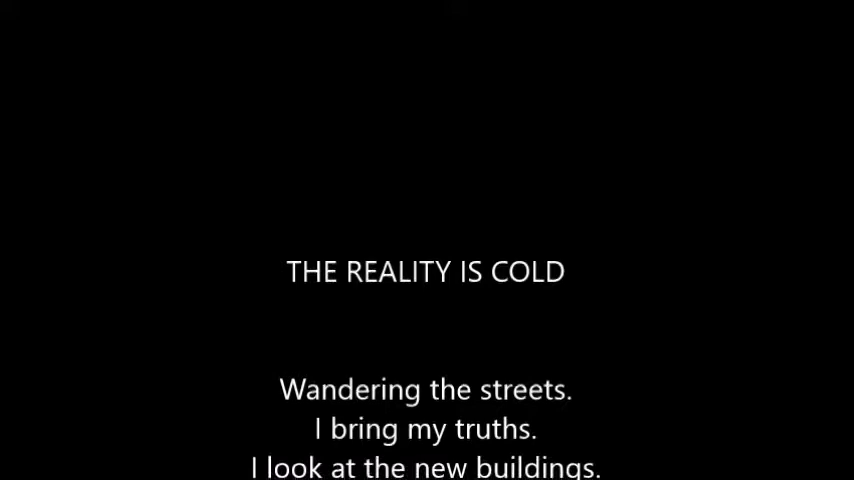 THE REALITY IS COLD
Wandering the streets.
I bring my truths.
I look at the new buildings.